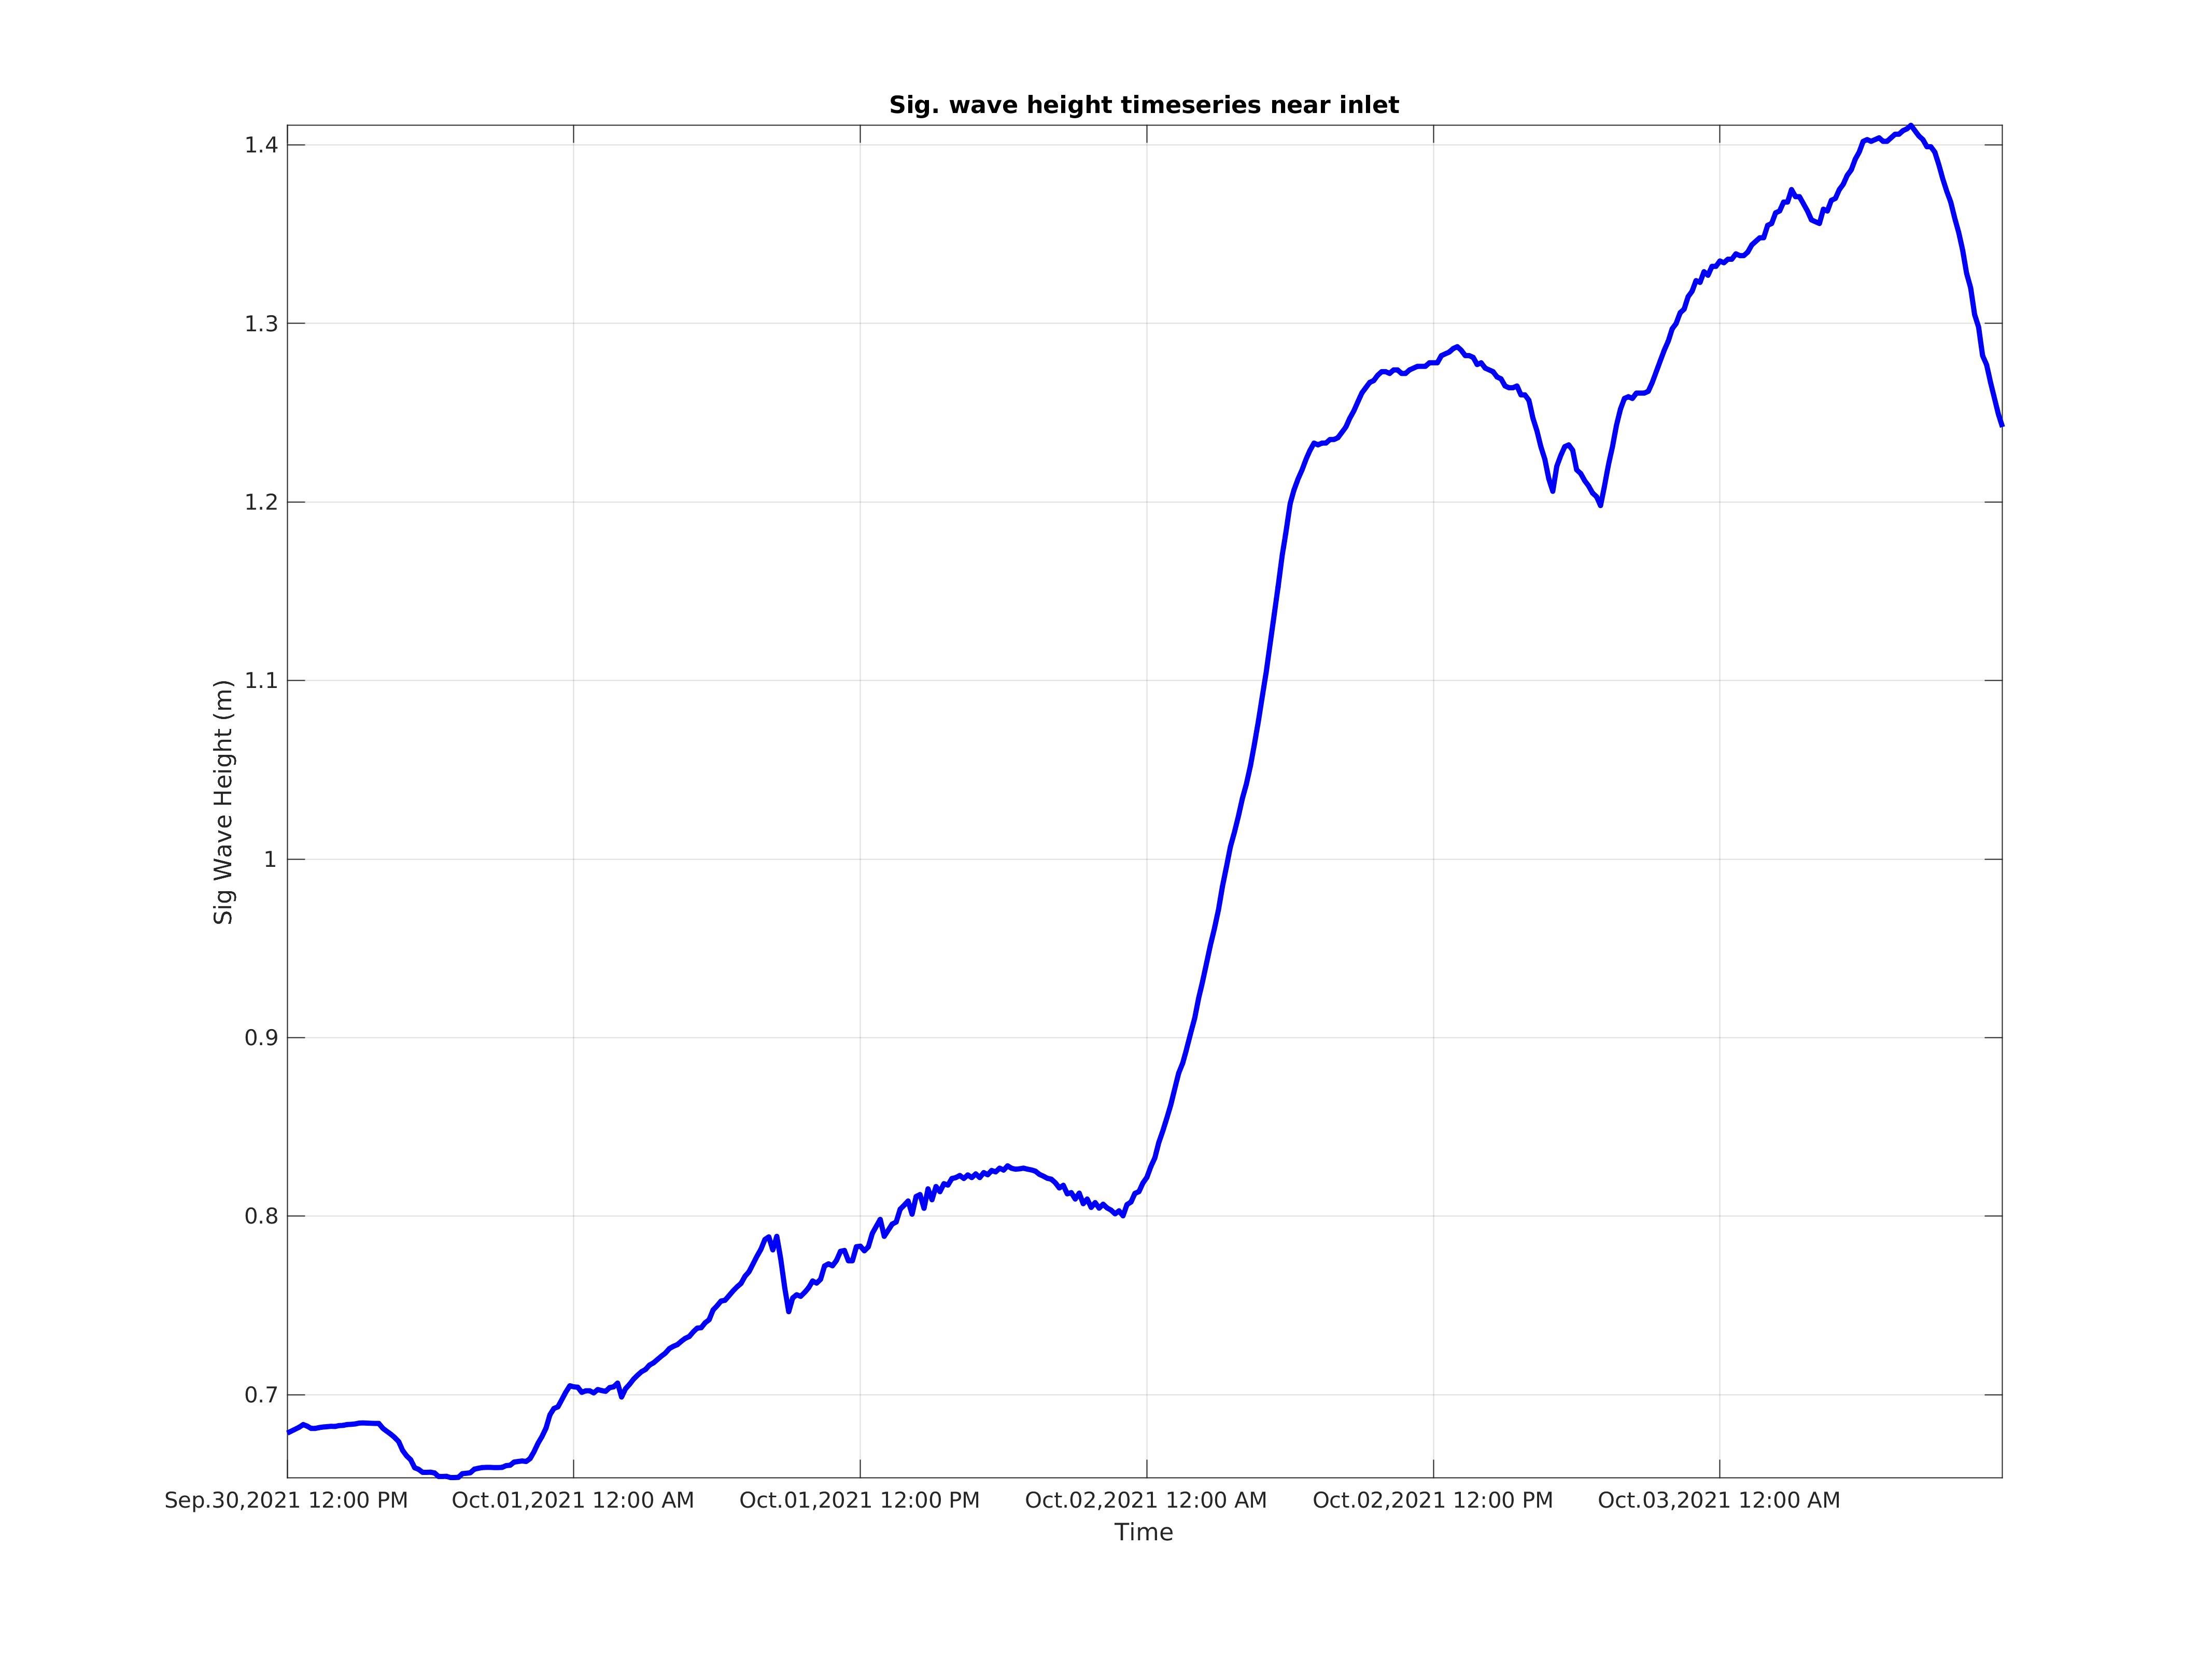 Sig. wave height timeseries near inlet
1.4
1.3
1.2
1.1
1
0.9
0.8
0.7
Sig Wave Height (m)
Sep.30,2021 12:00 PM Oct.01,2021 12:00 AM Oct.01,2021 12:00 PM Oct.02,2021 12:00 AM Oct.02,2021 12:00 PM Oct.03,2021 12:00 AM
Time